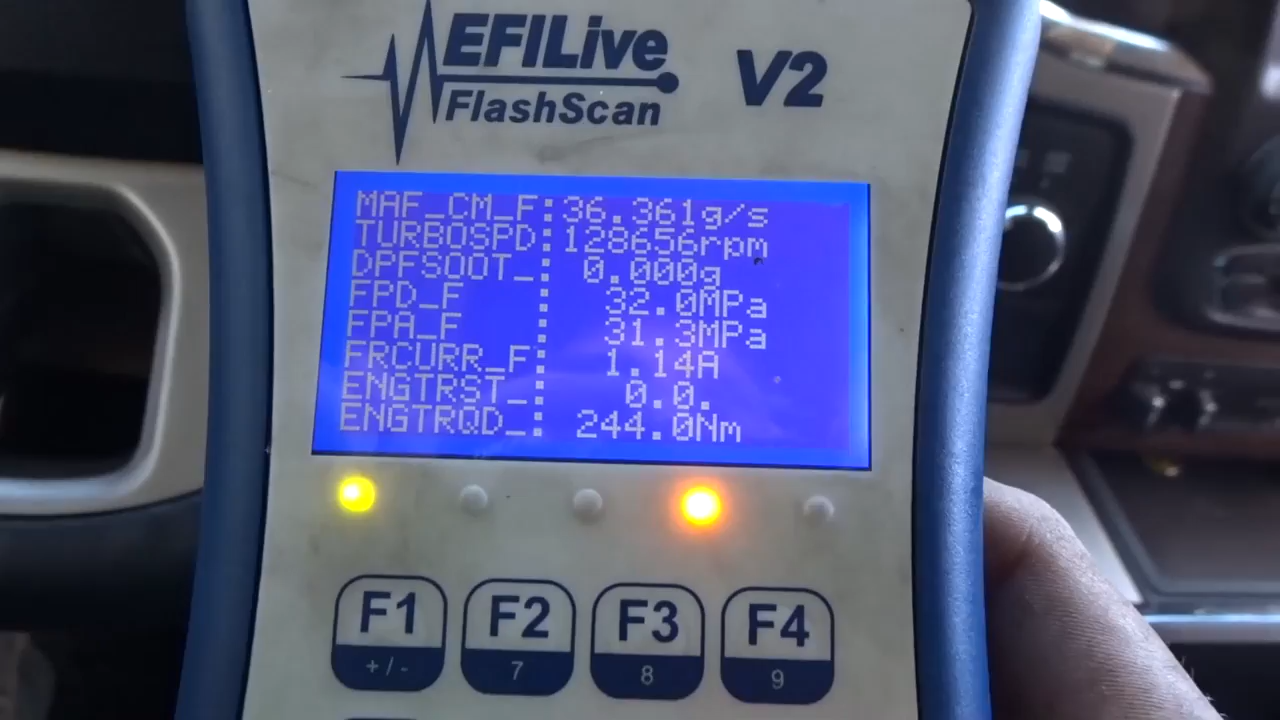 EFILive
FlashScan
V2
MAF_CM_F:36.361g/s
TURBOSPD:128656rpm
DPFSOOT_: 0.000g
FPD_F : 32.0MPa
FPA_F : 31.3MPa
FRCURR_F: 1.14A
ENGTRST_: 0.0.
ENGTRQD_: 244.0Nm
F1 F2 F3 F4
+/- 7 8 9